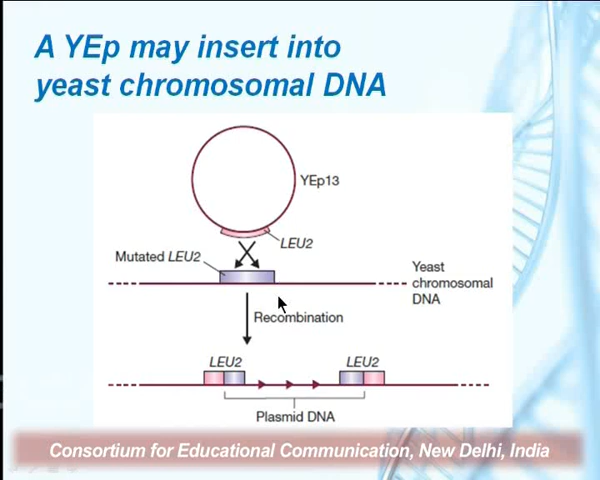 A YEp may insert into
yeast chromosomal DNA
YEp13
LEU2
Mutated LEU2
Yeast
chromosomal
DNA
Recombination
LEU2 LEU2
Plasmid DNA
Consortium for Educational Communication, New Delhi, India